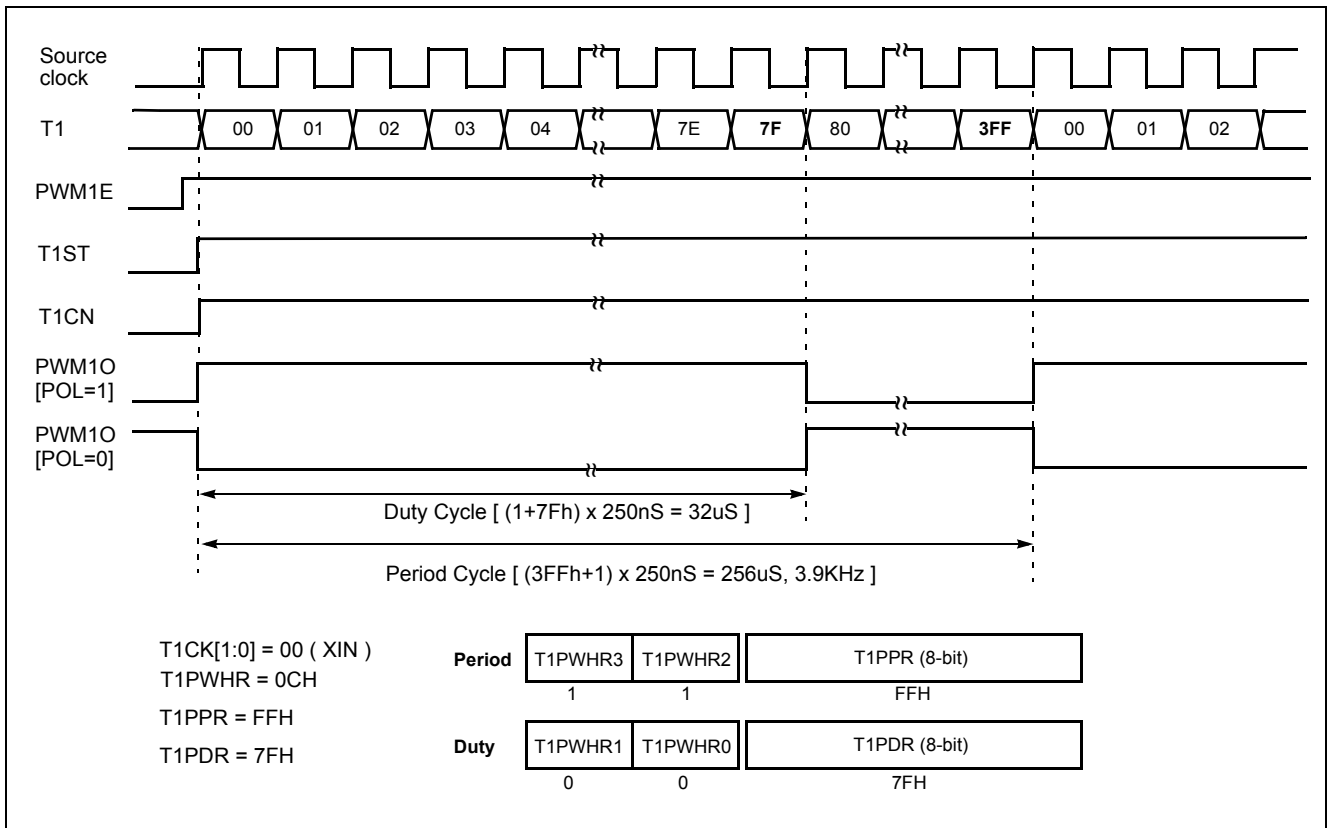 Source
clock
T1 00 01 02 03 04 7E 7F 80 3FF 00 01 02
PWM1E
T1ST
T1CN
PWM1O
[POL=1]
PWM1O
[POL=0]
Duty Cycle [ (1+7Fh) x 250nS = 32uS ]
Period Cycle [ (3FFh+1) x 250nS = 256uS, 3.9KHz ]
T1CK[1:0] = 00 ( XIN )
T1PWHR = 0CH
T1PPR = FFH
T1PDR = 7FH
Period T1PWHR3 T1PWHR2 T1PPR (8-bit)
1 1 FFH
Duty T1PWHR1 T1PWHR0 T1PDR (8-bit)
0 0 7FH